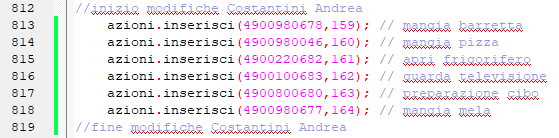 812 //inizio modifiche Costantini Andrea
813 azioni.inserisci(4900980678,159); // mangia barretta
814 azioni.inserisci(4900980046,160); // mangia pizza
815 azioni.inserisci(4900220682,161); // apri frigorifero
816 azioni.inserisci(4900100683,162); // guarda televisione
817 azioni.inserisci(4900800680,163); // preparazione cibo
818 azioni.inserisci(4900980677,164); // mangia mela
819 //fine modifiche Costantini Andrea